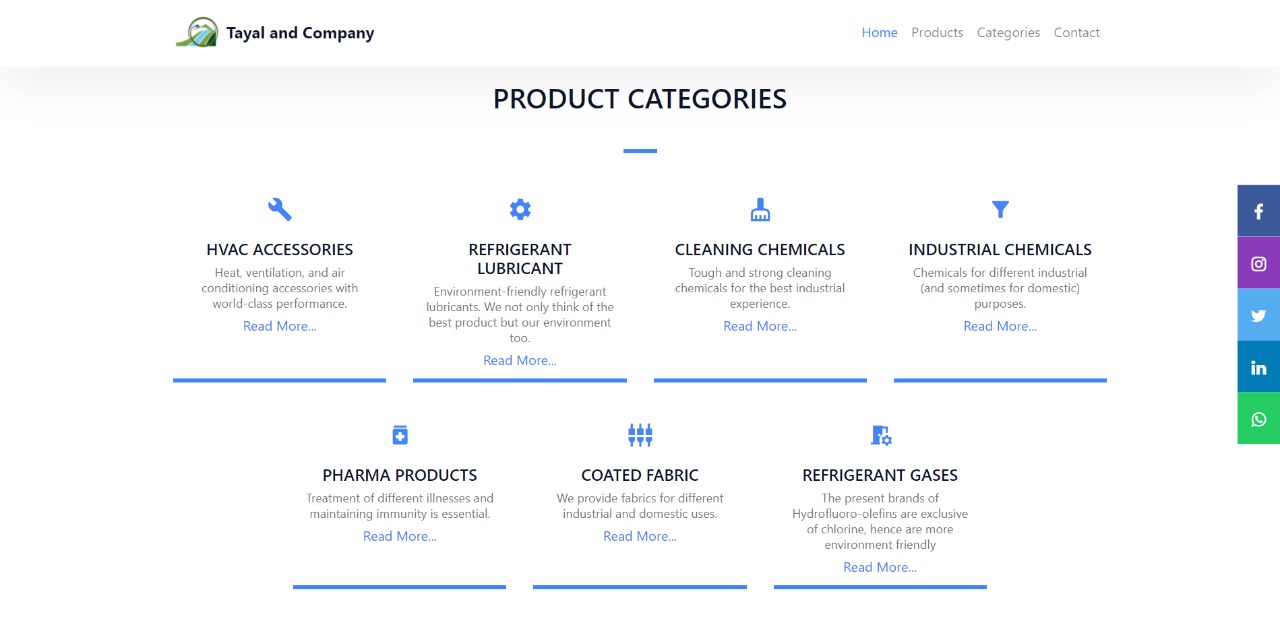 Tayal and Company
Home Products Categories Contact
PRODUCT CATEGORIES
HVAC ACCESSORIES
Heat, ventilation, and air
conditioning accessories with
world-class performance.
Read More...
REFRIGERANT
LUBRICANT
Environment-friendly refrigerant
lubricants. We not only think of the
best product but our environment
too.
Read More...
CLEANING CHEMICALS
Tough and strong cleaning
chemicals for the best industrial
experience.
Read More...
INDUSTRIAL CHEMICALS
Chemicals for different industrial
(and sometimes for domestic)
purposes.
Read More...
PHARMA PRODUCTS
Treatment of different illnesses and
maintaining immunity is essential.
Read More...
COATED FABRIC
We provide fabrics for different
industrial and domestic uses.
Read More...
REFRIGERANT GASES
The present brands of
Hydrofluoro-olefins are exclusive
of chlorine, hence are more
environment friendly
Read More...